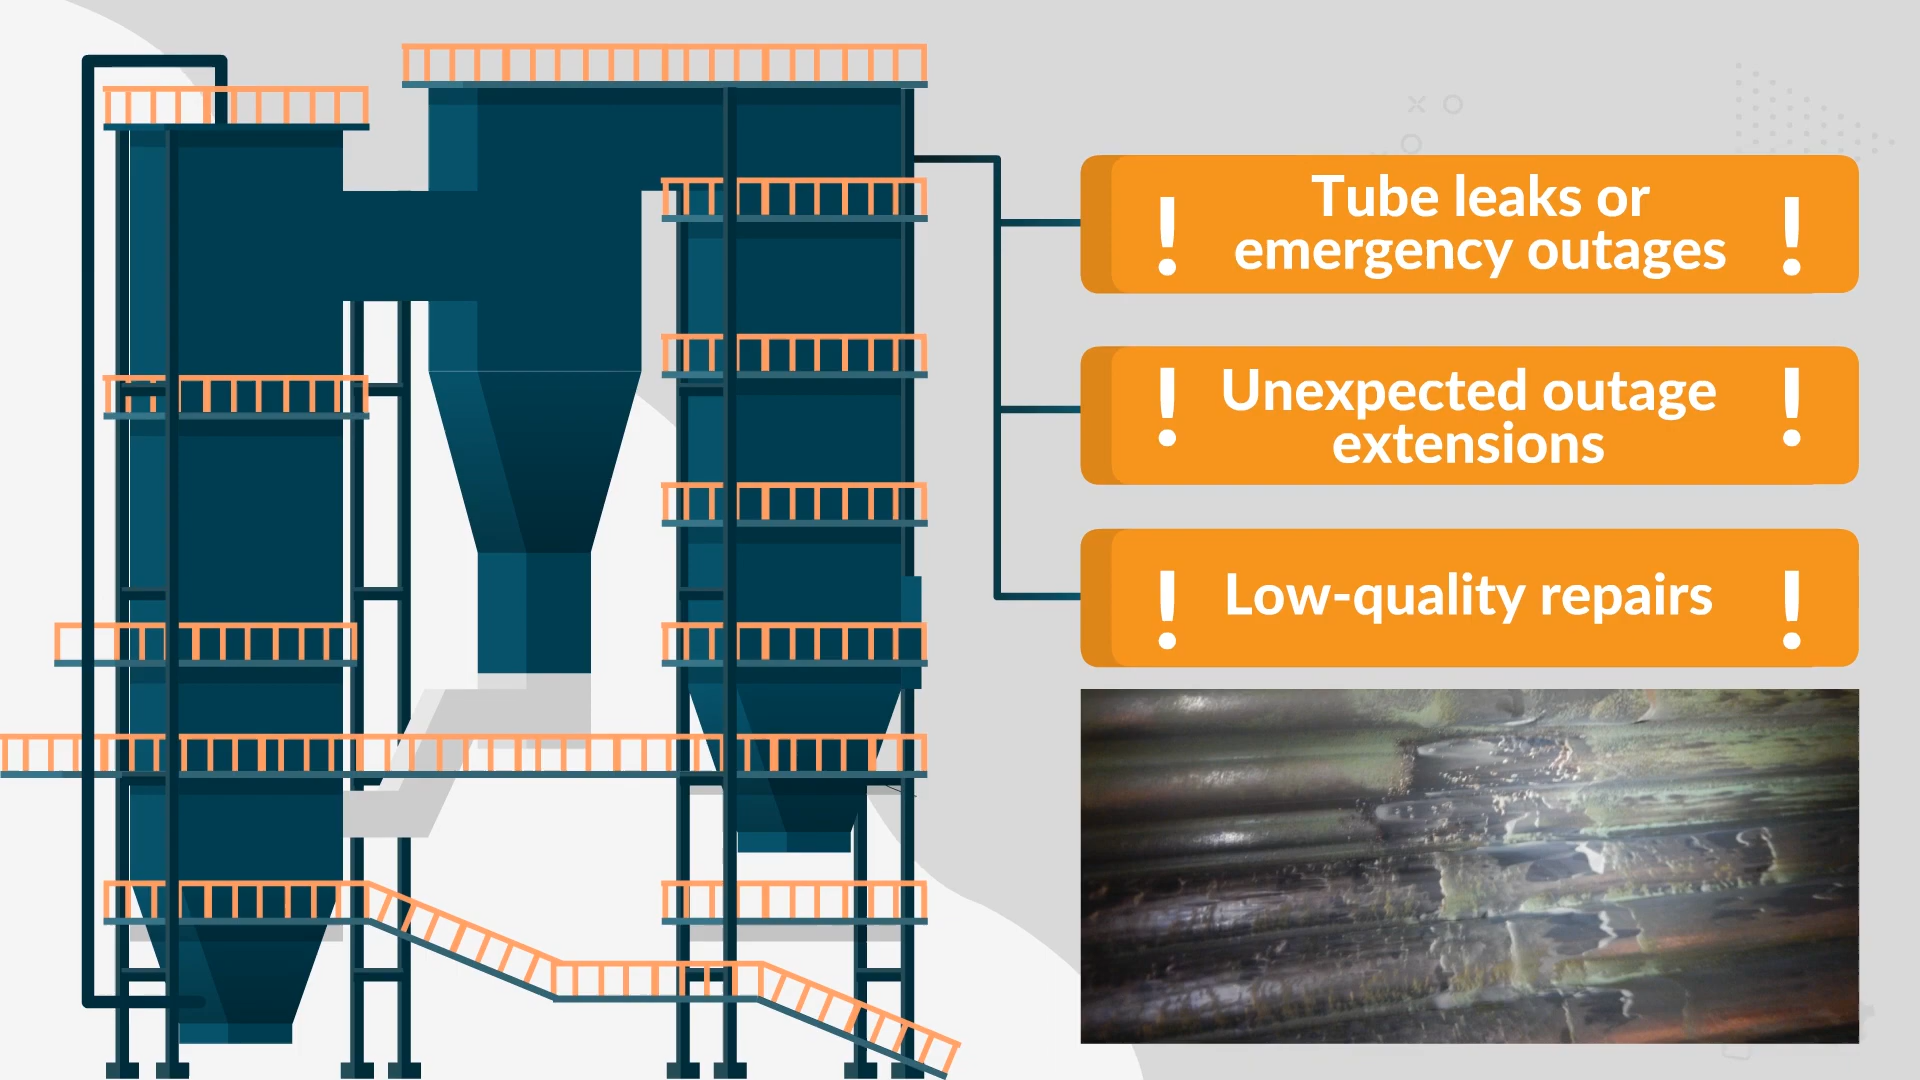 ! Tube leaks or !
emergency outages
! Unexpected outage !
extensions
! Low-quality repairs !